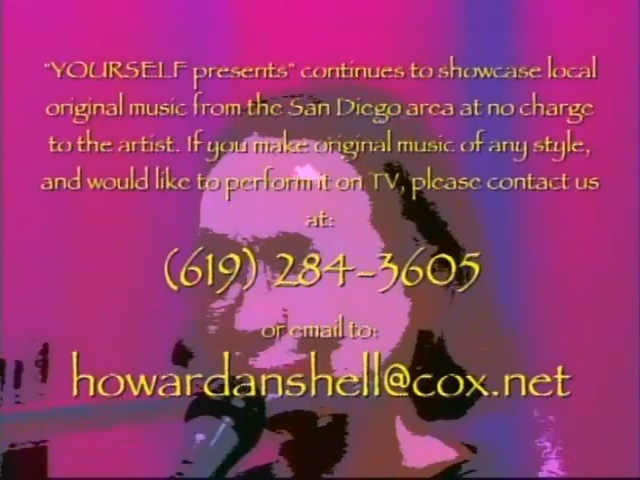 "YOURSELF presents" continues to showcase local
original music from the San Diego area at no charge
to the artist. If you make original music of any style,
and would like to perform it on TV, please contact us
at:
(619) 284-3605
or email to:
howardanshell@cox.net